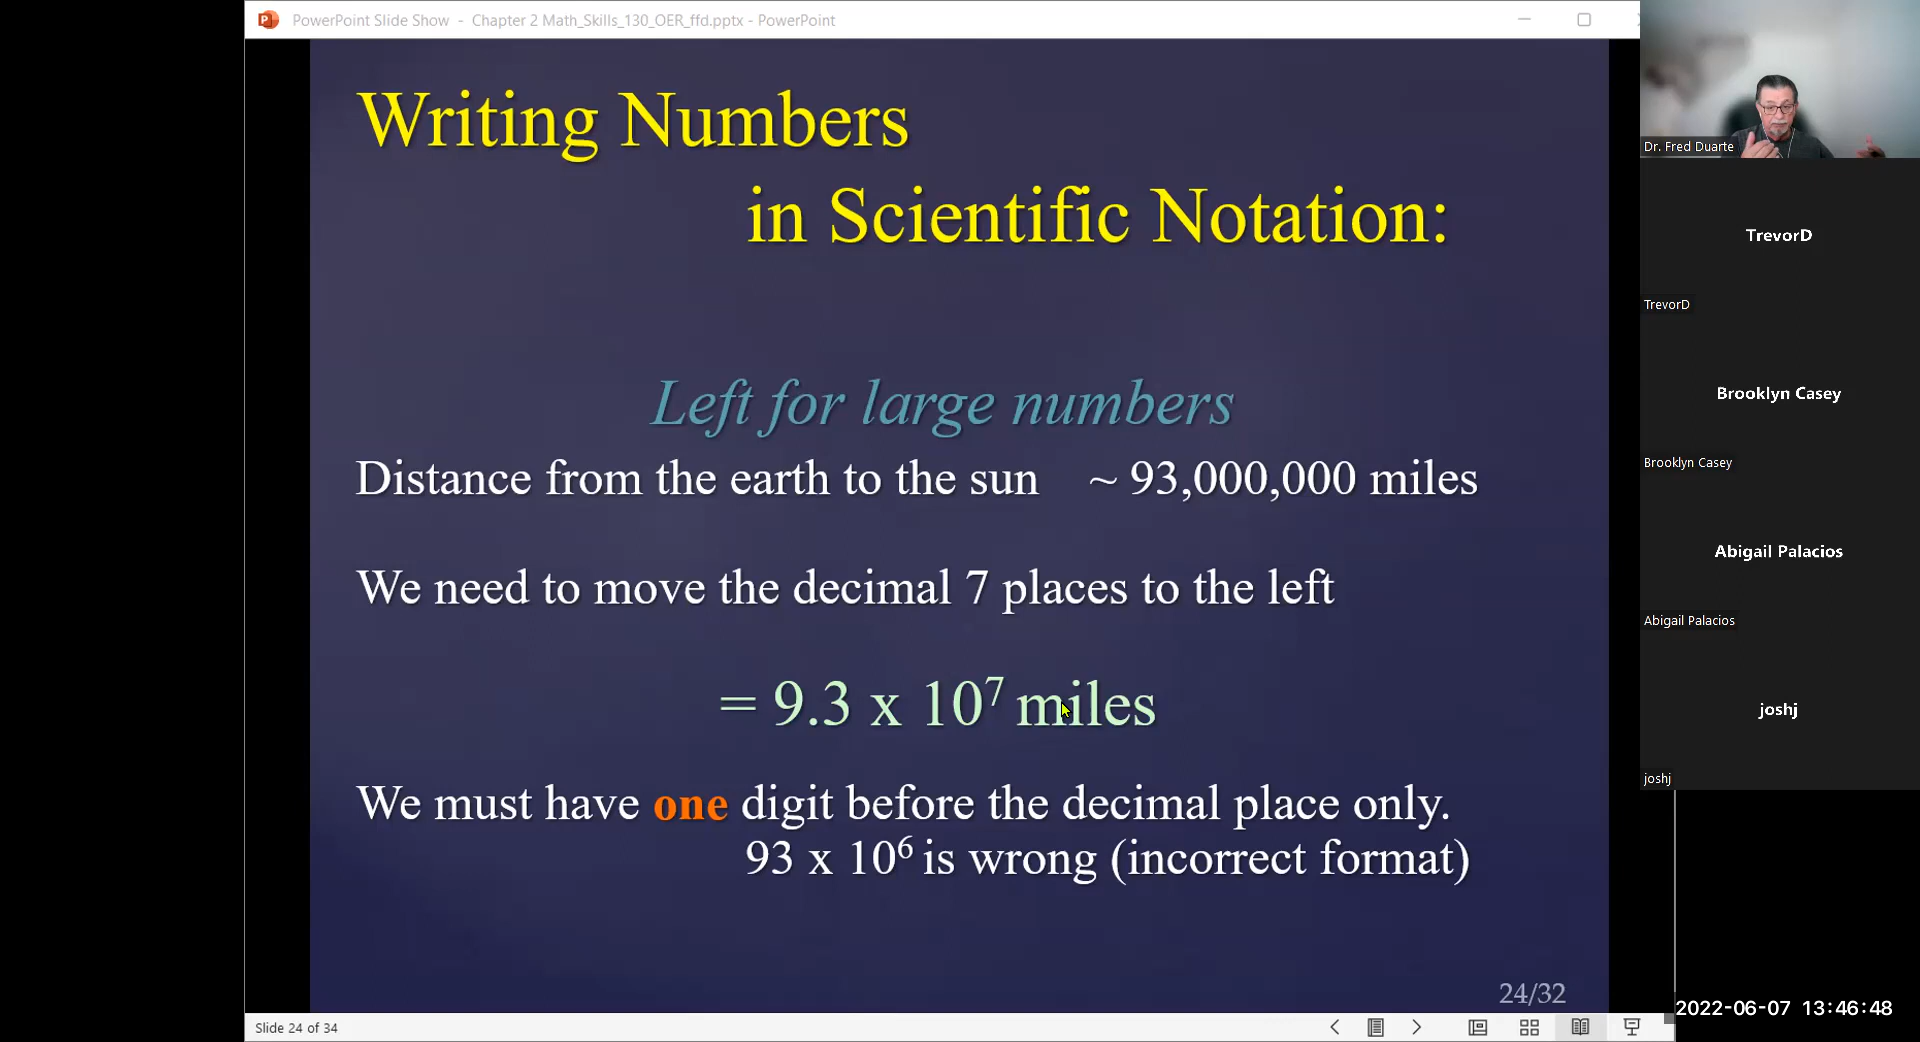 PowerPoint Slide Show - Chapter 2 Math_Skills_130_OER_ffd.pptx - PowerPoint
Writing Numbers
in Scientific Notation:
Left for large numbers
Distance from the earth to the sun ~ 93,000,000 miles
We need to move the decimal 7 places to the left
= 9.3 x 10⁷ miles
We must have one digit before the decimal place only.
93 x 10⁶ is wrong (incorrect format)
24/32
Slide 24 of 34
Dr. Fred Duarte
TrevorD
TrevorD
Brooklyn Casey
Brooklyn Casey
Abigail Palacios
Abigail Palacios
joshj
joshj
2022-06-07 13:46:48